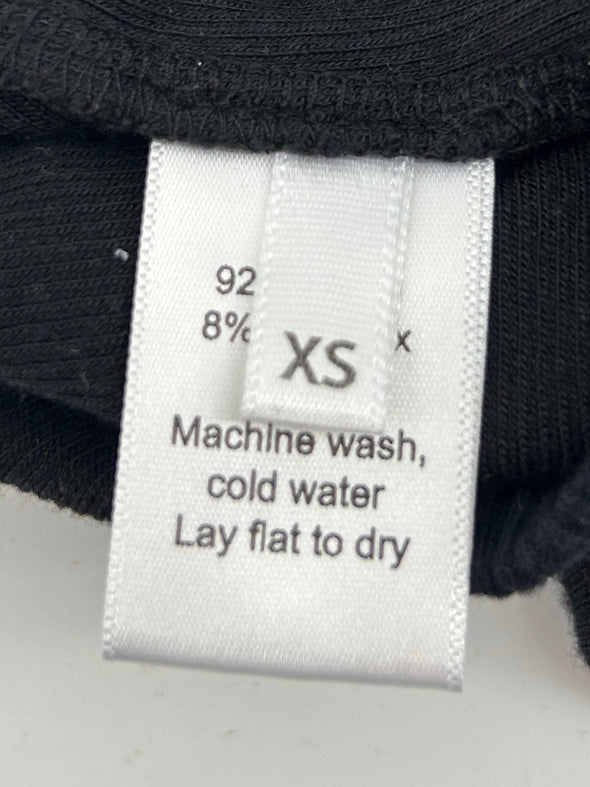 92
8% x
XS
Machine wash,
cold water
Lay flat to dry